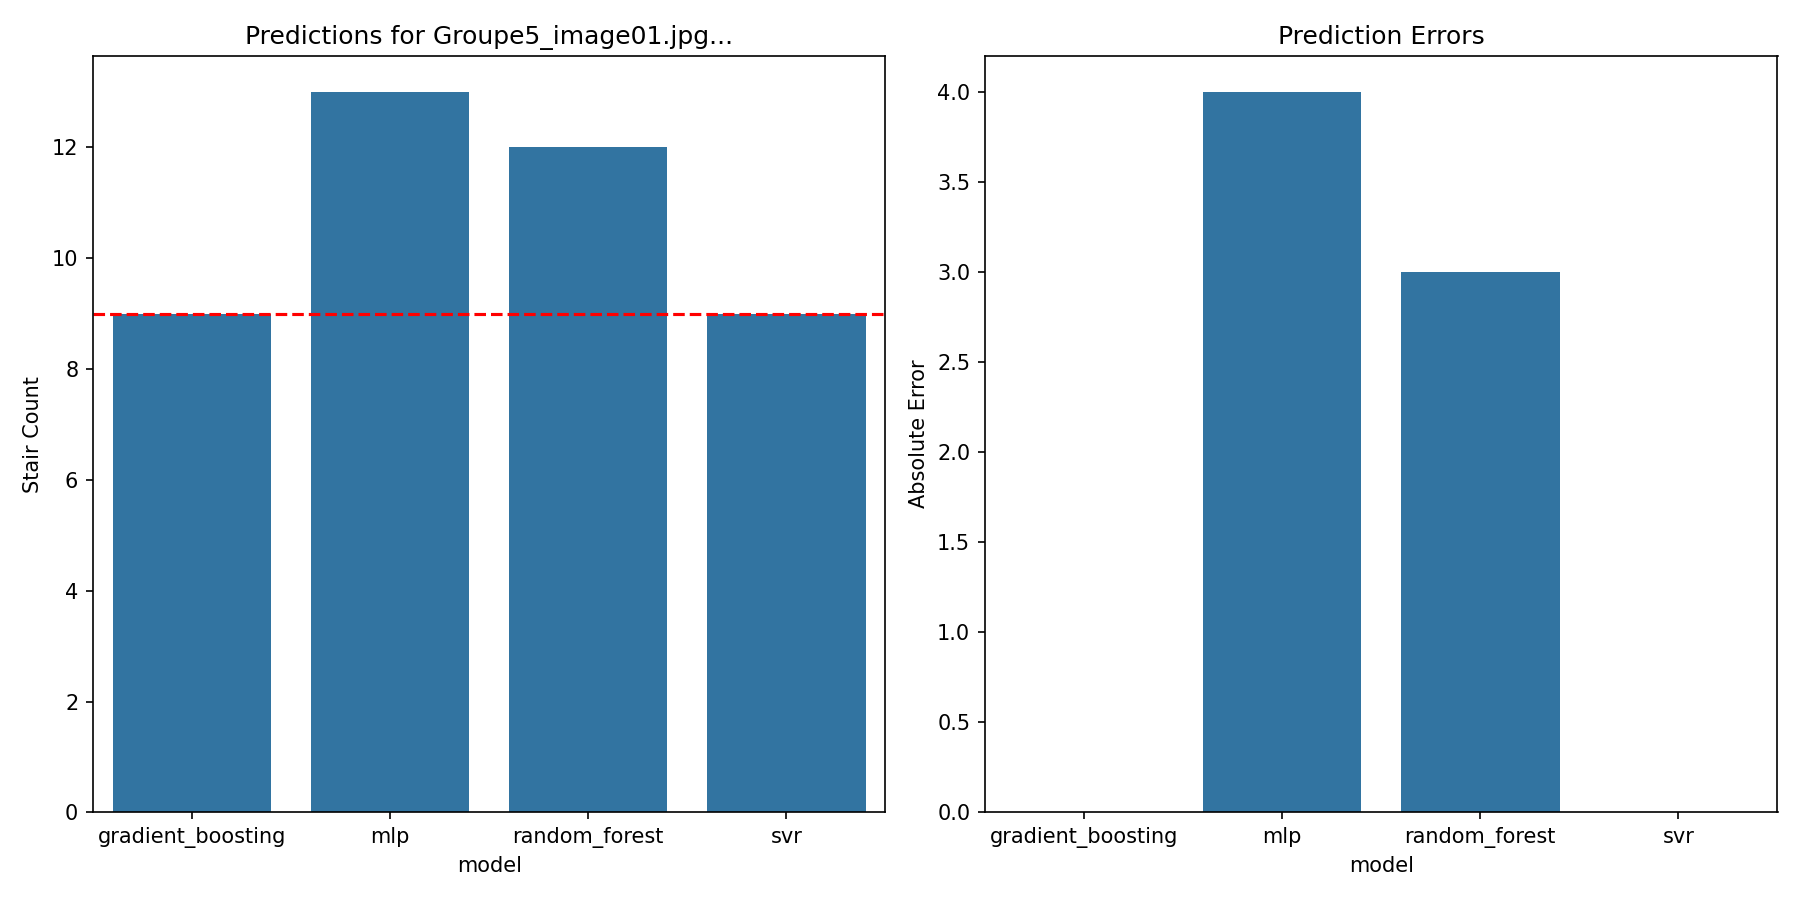 Predictions for Groupe5_image01.jpg...
Stair Count
12
10
8
6
4
2
0
gradient_boosting mlp random_forest svr
model
Prediction Errors
Absolute Error
4.0
3.5
3.0
2.5
2.0
1.5
1.0
0.5
0.0
gradient_boosting mlp random_forest svr
model